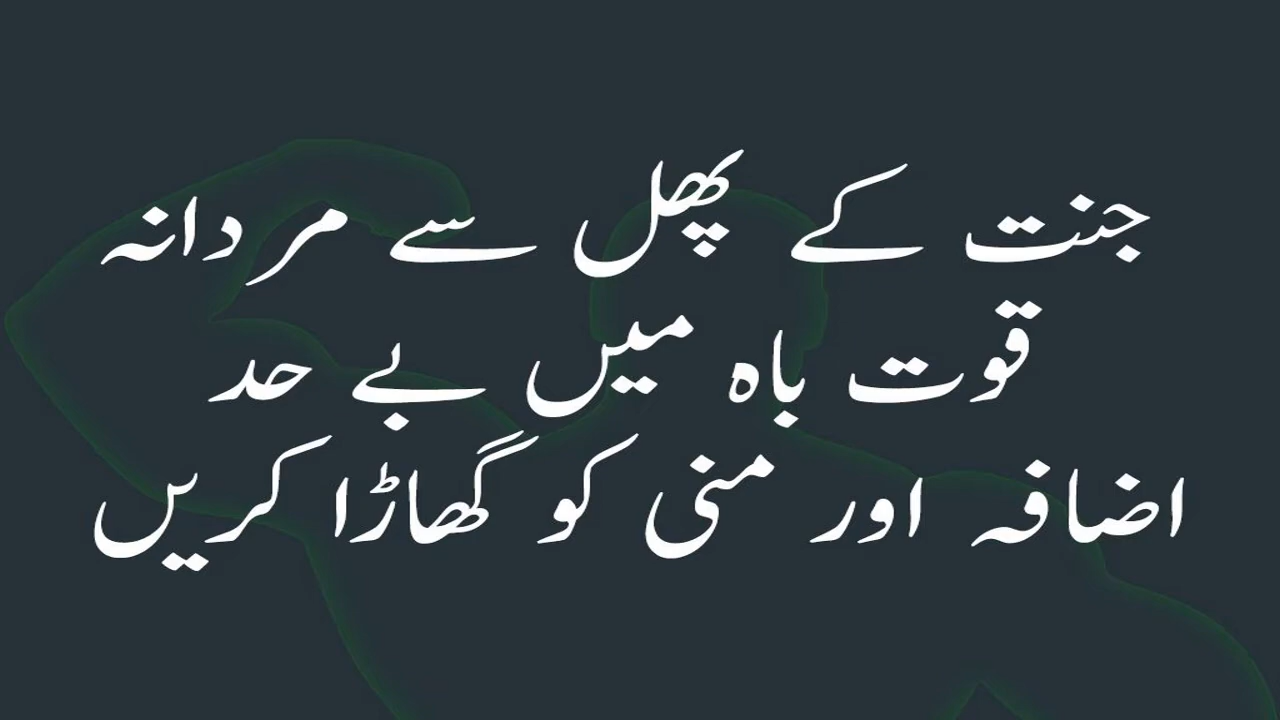 جنت کے پھل سے مردانہ
قوت باہ میں بے حد
اضافہ اور منی کو گھاڑا کریں